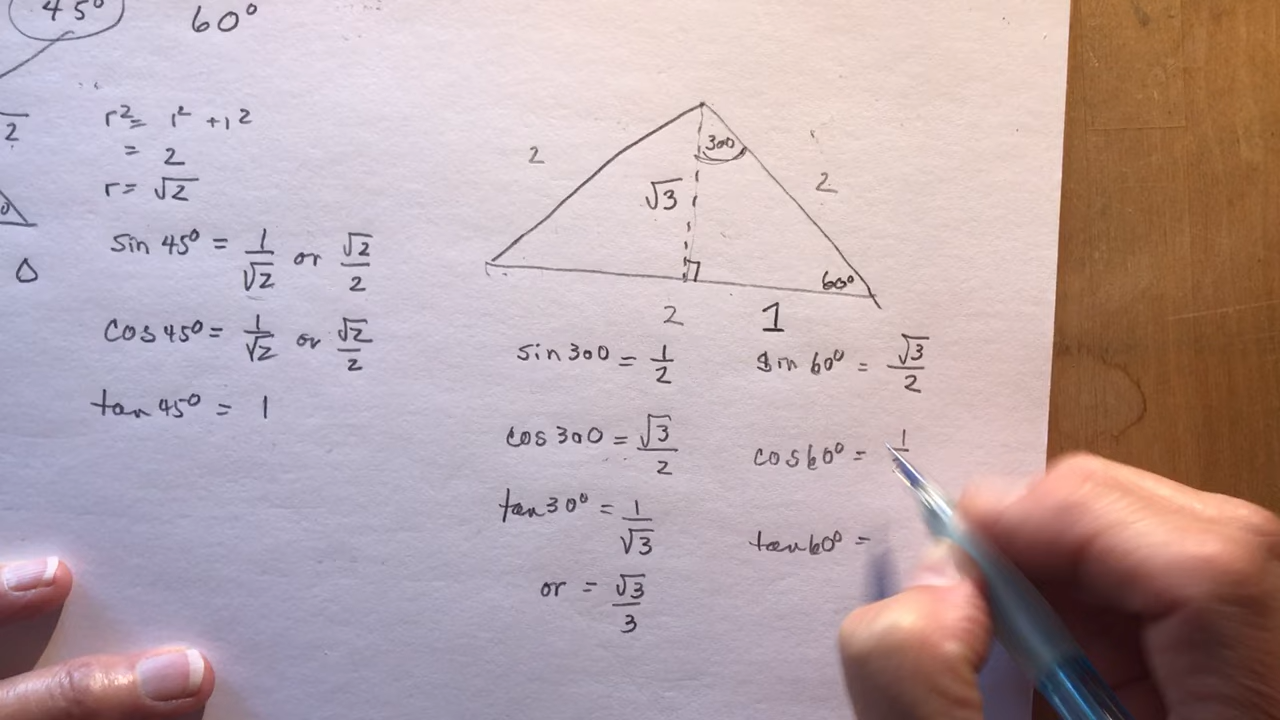 45° 60°
√2
r² = 1² + 1²
= 2
r = √2
sin 45° = 1/√2 or √2/2
cos 45° = 1/√2 or √2/2
tan 45° = 1
2
30°
√3
2
60°
2
1
sin 30° = 1/2
cos 30° = √3/2
tan 30° = 1/√3
or = √3/3
sin 60° = √3/2
cos 60° = 1
tan 60° =